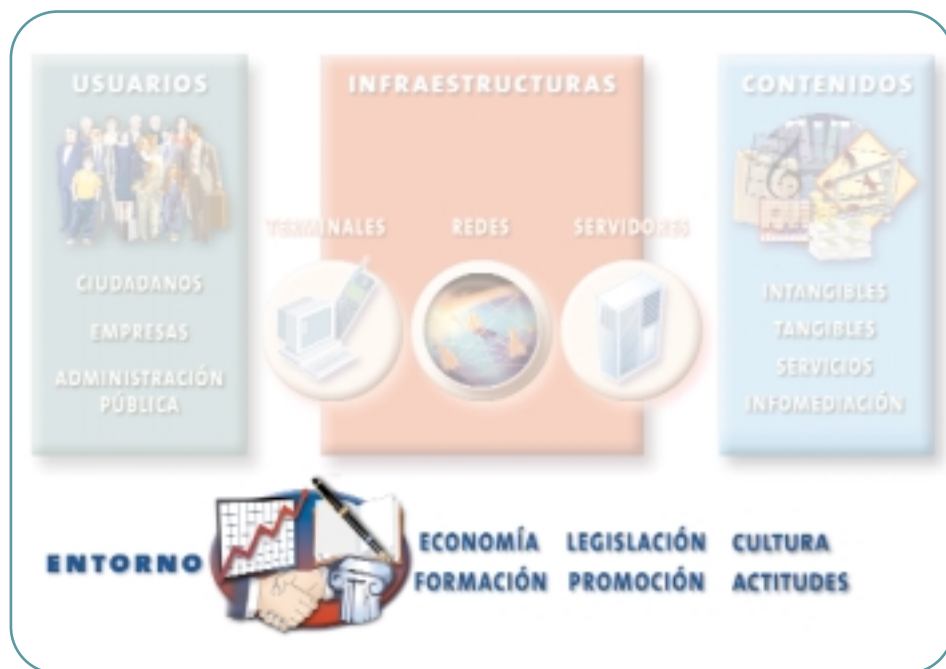 USUARIOS
CIUDADANOS
EMPRESAS
ADMINISTRACIÓN
PÚBLICA
INFRAESTRUCTURAS
TERMINALES REDES SERVIDORES
CONTENIDOS
INTANGIBLES
TANGIBLES
SERVICIOS
INFOMEDIACIÓN
ENTORNO
ECONOMÍA LEGISLACIÓN CULTURA
FORMACIÓN PROMOCIÓN ACTITUDES